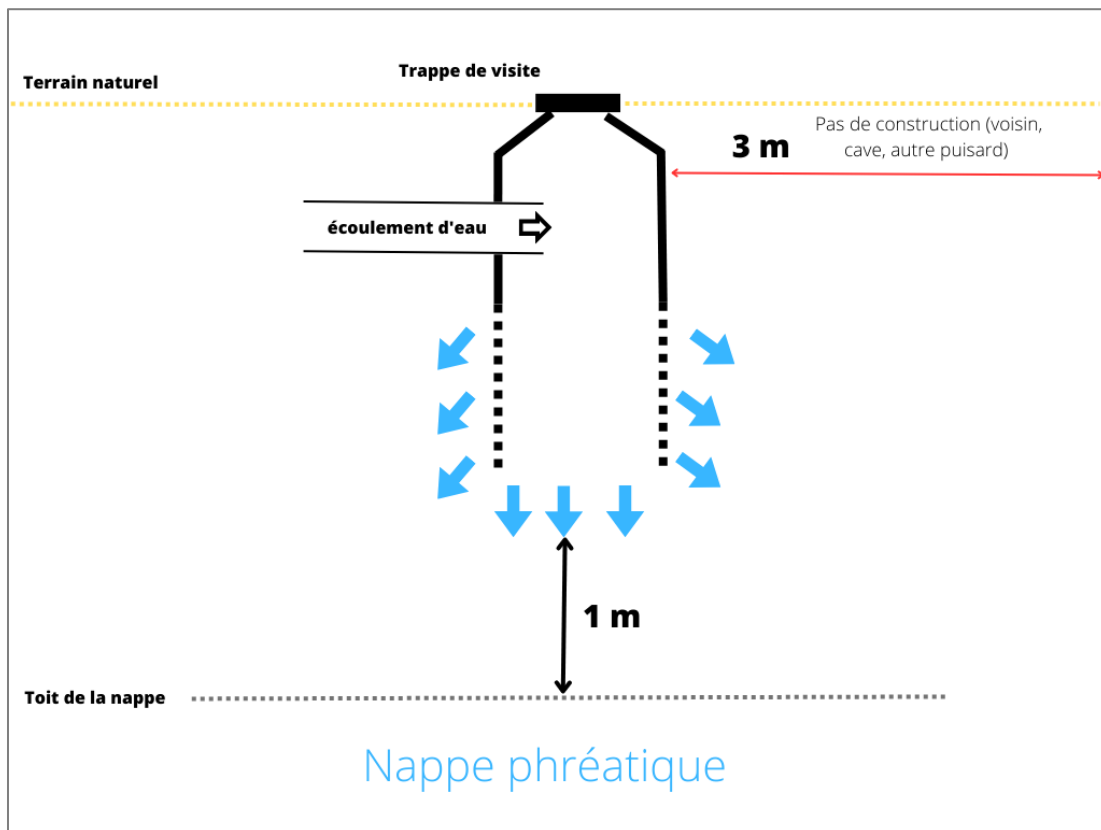 Trappe de visite
Terrain naturel
Pas de construction (voisin,
cave, autre puisard)
3 m
écoulement d'eau
1 m
Toit de la nappe
Nappe phréatique